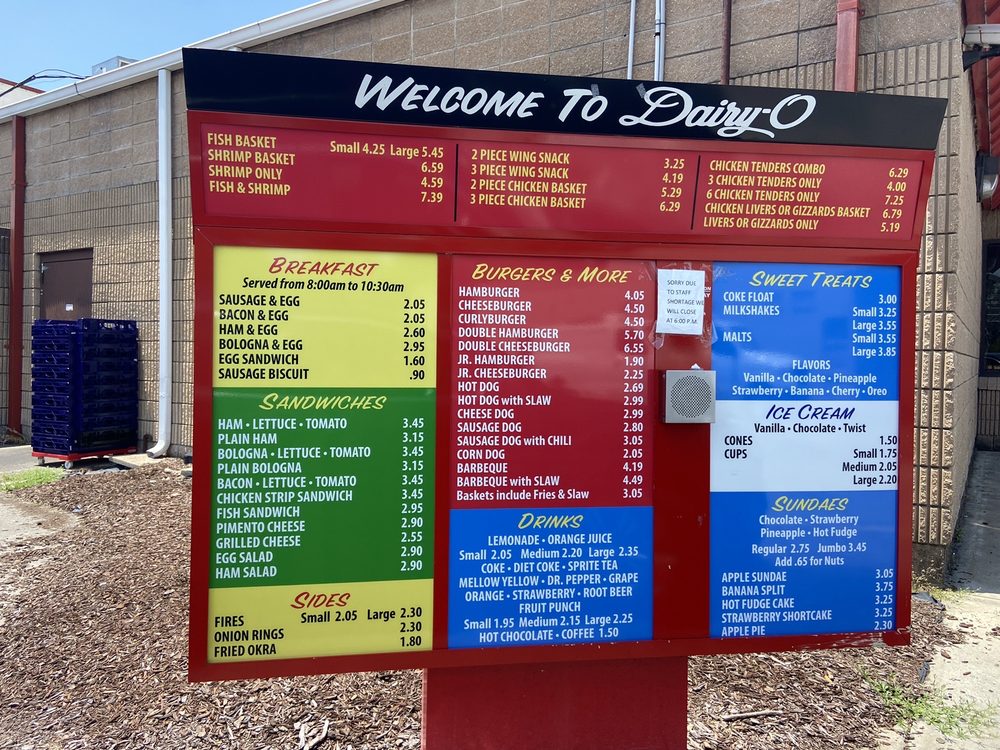 WELCOME TO Dairy-O
FISH BASKET Small 4.25 Large 5.45
SHRIMP BASKET 6.59
SHRIMP ONLY 4.59
FISH & SHRIMP 7.39
2 PIECE WING SNACK 3.25
3 PIECE WING SNACK 4.19
2 PIECE CHICKEN BASKET 5.29
3 PIECE CHICKEN BASKET 6.29
CHICKEN TENDERS COMBO 6.29
3 CHICKEN TENDERS ONLY 4.00
6 CHICKEN TENDERS ONLY 7.25
CHICKEN LIVERS OR GIZZARDS BASKET 6.79
LIVERS OR GIZZARDS ONLY 5.19
BREAKFAST
Served from 8:00am to 10:30am
SAUSAGE & EGG 2.05
BACON & EGG 2.05
HAM & EGG 2.60
BOLOGNA & EGG 2.95
EGG SANDWICH 1.60
SAUSAGE BISCUIT .90
SANDWICHES
HAM • LETTUCE • TOMATO 3.45
PLAIN HAM 3.15
BOLOGNA • LETTUCE • TOMATO 3.45
PLAIN BOLOGNA 3.15
BACON • LETTUCE • TOMATO 3.45
CHICKEN STRIP SANDWICH 3.45
FISH SANDWICH 2.95
PIMENTO CHEESE 2.90
GRILLED CHEESE 2.55
EGG SALAD 2.90
HAM SALAD 2.90
SIDES
FIRES Small 2.05 Large 2.30
ONION RINGS 2.30
FRIED OKRA 1.80
BURGERS & MORE
HAMBURGER 4.05
CHEESEBURGER 4.50
CURLYBURGER 4.50
DOUBLE HAMBURGER 5.70
DOUBLE CHEESEBURGER 6.55
JR. HAMBURGER 1.90
JR. CHEESEBURGER 2.25
HOT DOG 2.69
HOT DOG with SLAW 2.99
CHEESE DOG 2.99
SAUSAGE DOG 2.80
SAUSAGE DOG with CHILI 3.05
CORN DOG 2.05
BARBEQUE 4.19
BARBEQUE with SLAW 4.49
Baskets include Fries & Slaw 3.05
DRINKS
LEMONADE • ORANGE JUICE
Small 2.05 Medium 2.20 Large 2.35
COKE • DIET COKE • SPRITE TEA
MELLOW YELLOW • DR. PEPPER • GRAPE
ORANGE • STRAWBERRY • ROOT BEER
FRUIT PUNCH
Small 1.95 Medium 2.15 Large 2.25
HOT CHOCOLATE • COFFEE 1.50
SORRY DUE
TO STAFF
SHORTAGE WE
WILL CLOSE
AT 6:00 P.M.
SWEET TREATS
COKE FLOAT 3.00
MILKSHAKES Small 3.25
Large 3.55
MALTS Small 3.55
Large 3.85
FLAVORS
Vanilla • Chocolate • Pineapple
Strawberry • Banana • Cherry • Oreo
ICE CREAM
Vanilla • Chocolate • Twist
CONES 1.50
CUPS Small 1.75
Medium 2.05
Large 2.20
SUNDAES
Chocolate • Strawberry
Pineapple • Hot Fudge
Regular 2.75 Jumbo 3.45
Add .65 for Nuts
APPLE SUNDAE 3.05
BANANA SPLIT 3.75
HOT FUDGE CAKE 3.25
STRAWBERRY SHORTCAKE 3.25
APPLE PIE 2.30